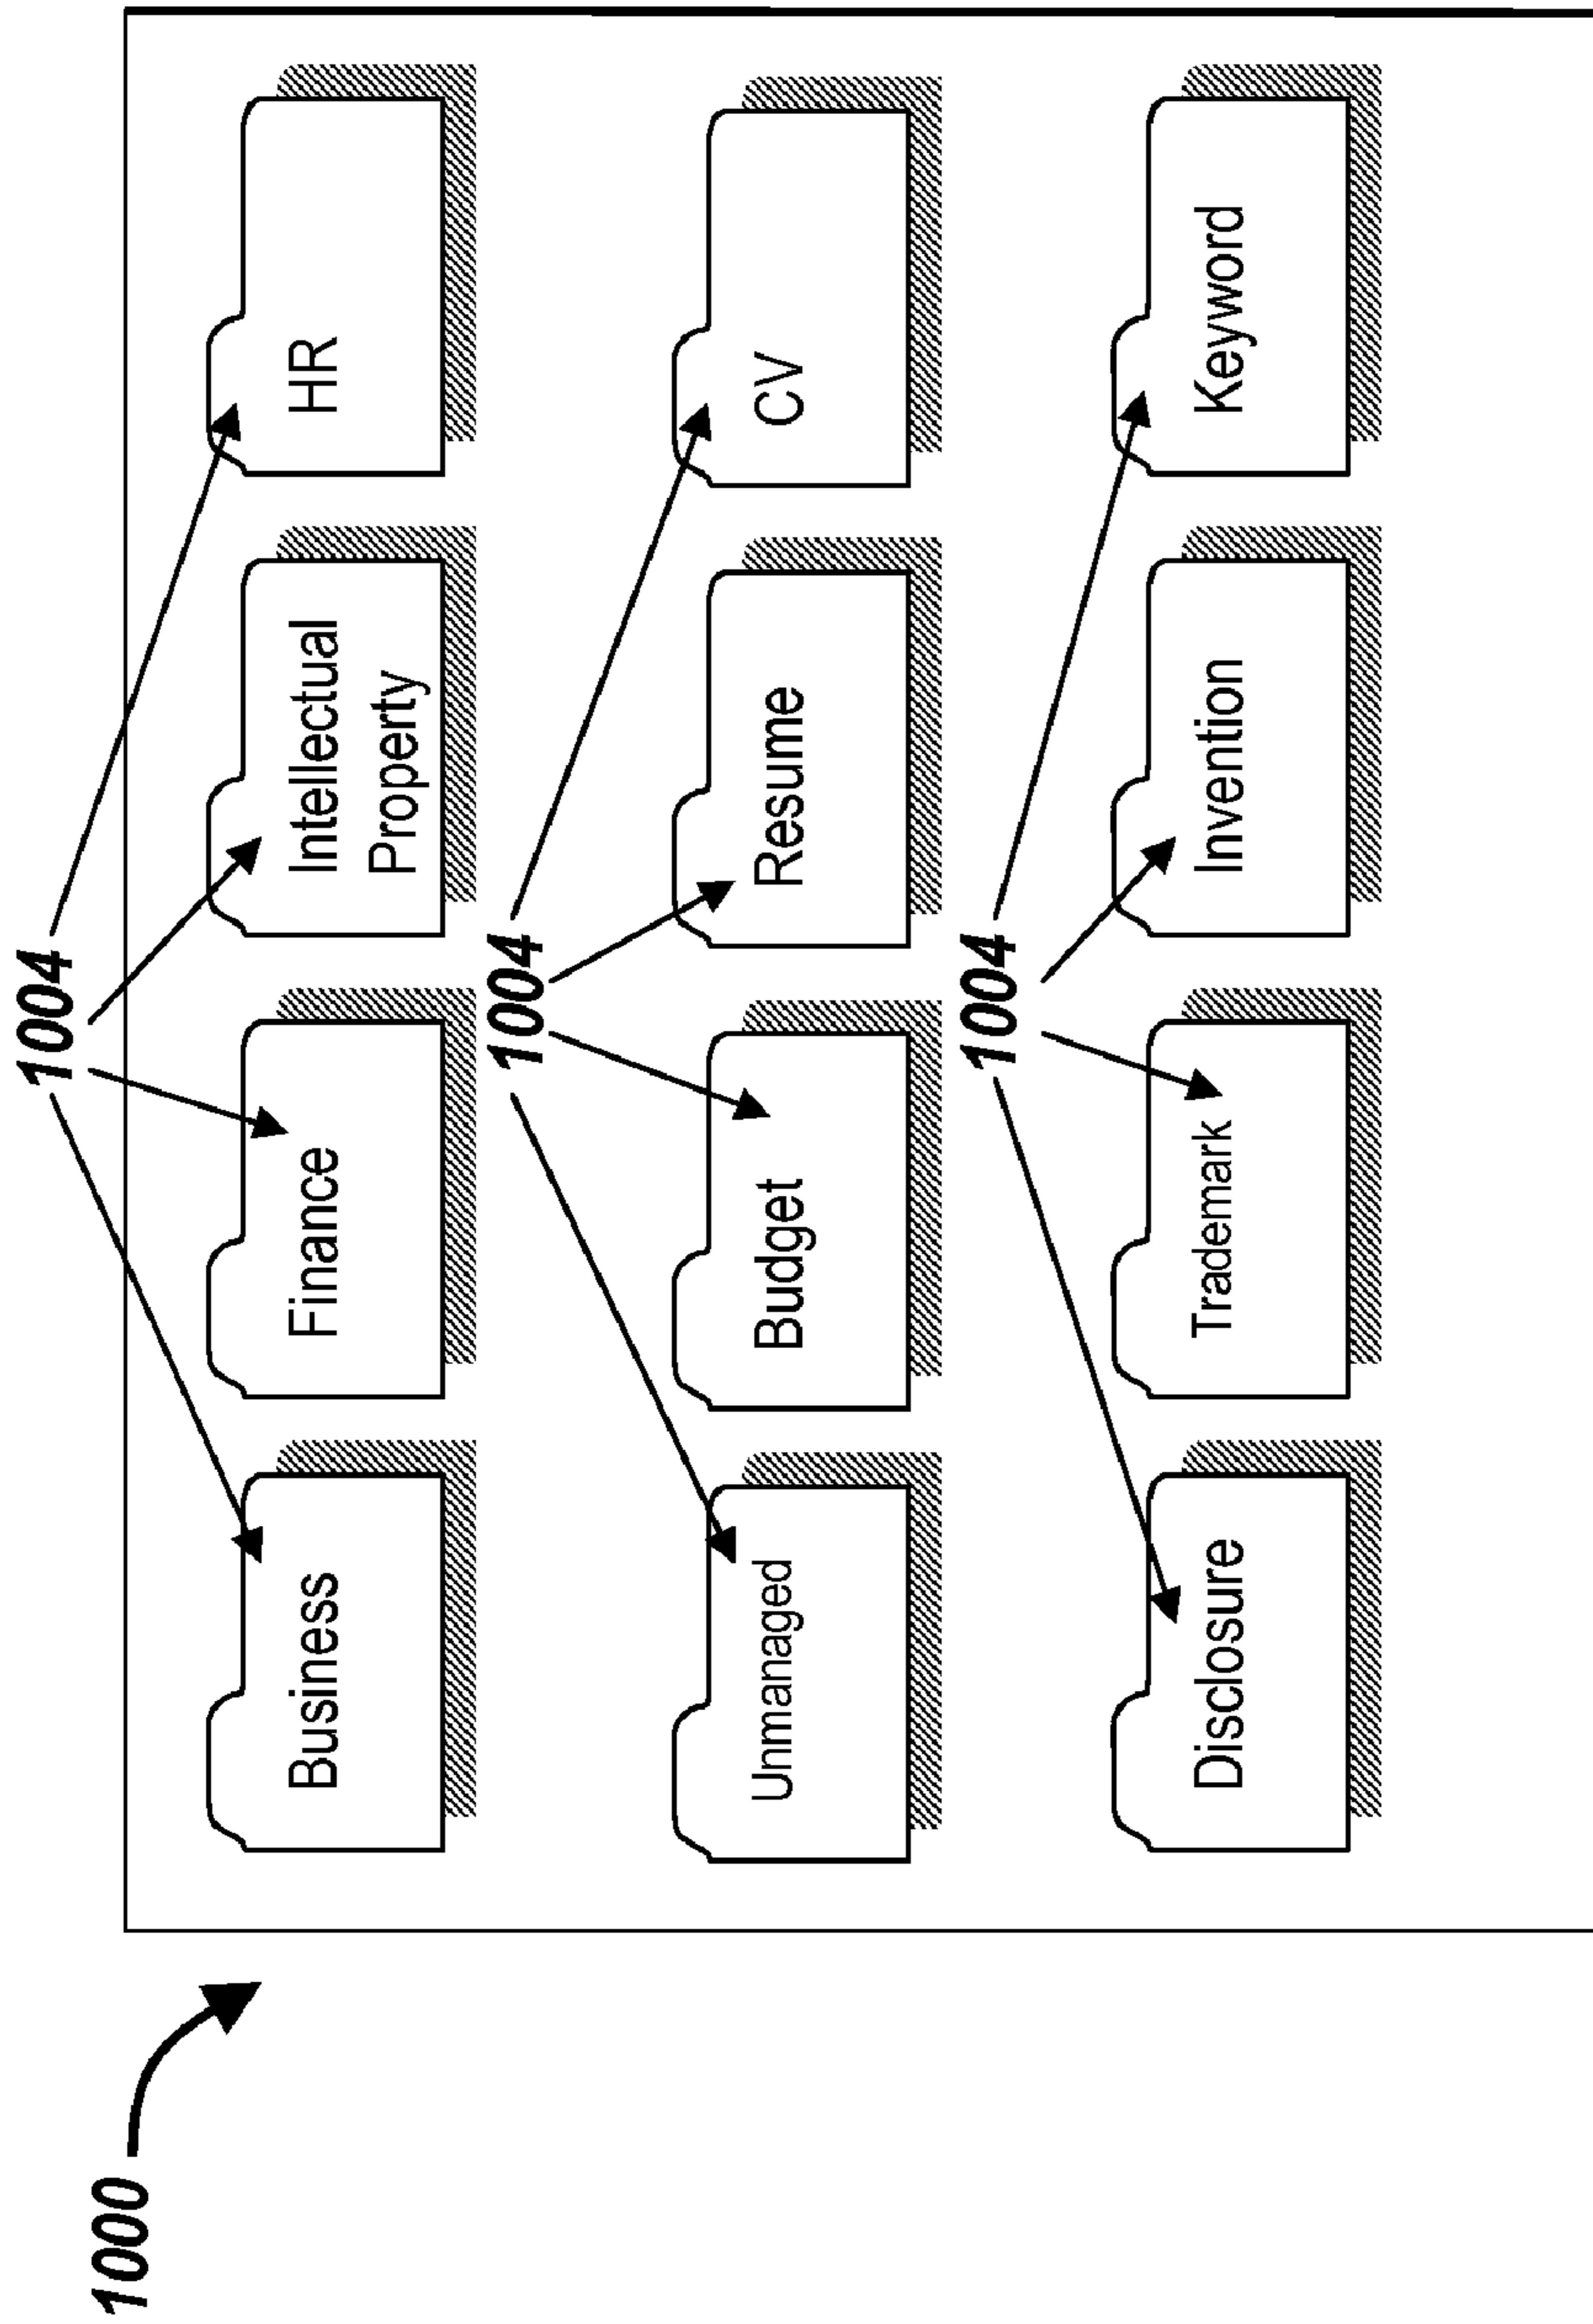 1000
1004
Business
Finance
Intellectual
Property
HR
1004
Unmanaged
Budget
Resume
CV
1004
Disclosure
Trademark
Invention
Keyword